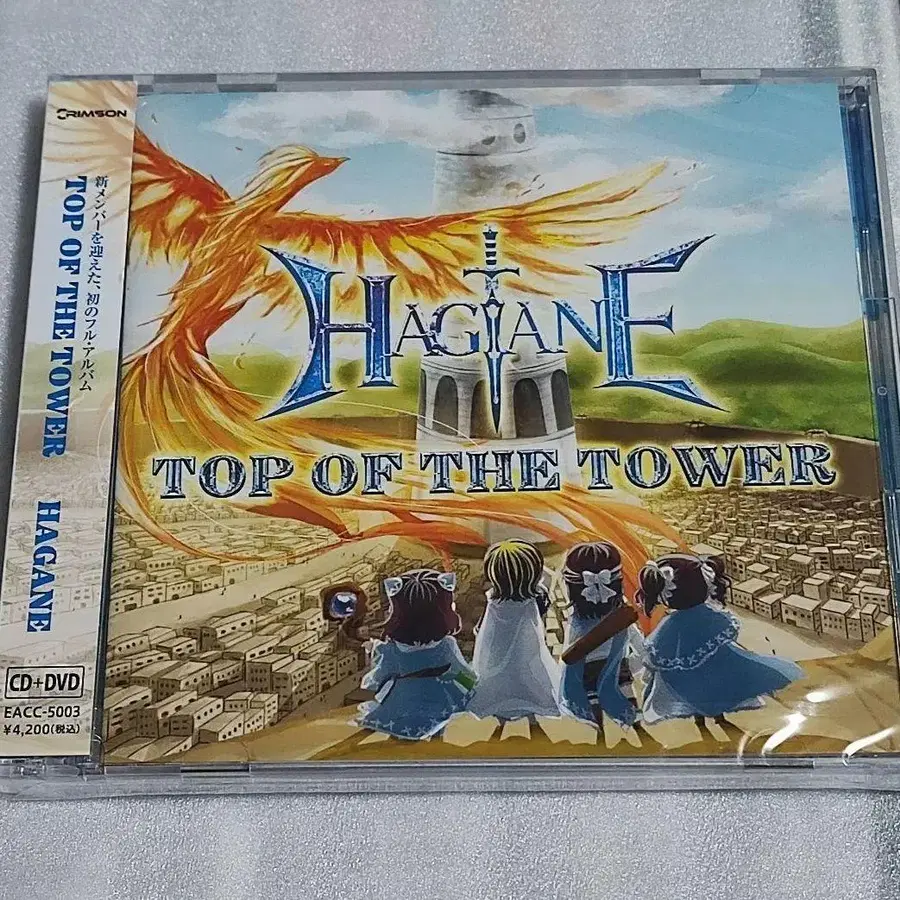 CRIMSON
新メンバーを迎えた、初のフル・アルバム
TOP OF THE TOWER HAGANE
CD+DVD
EACC-5003
¥4,200(税込)
HAGANE
TOP OF THE TOWER